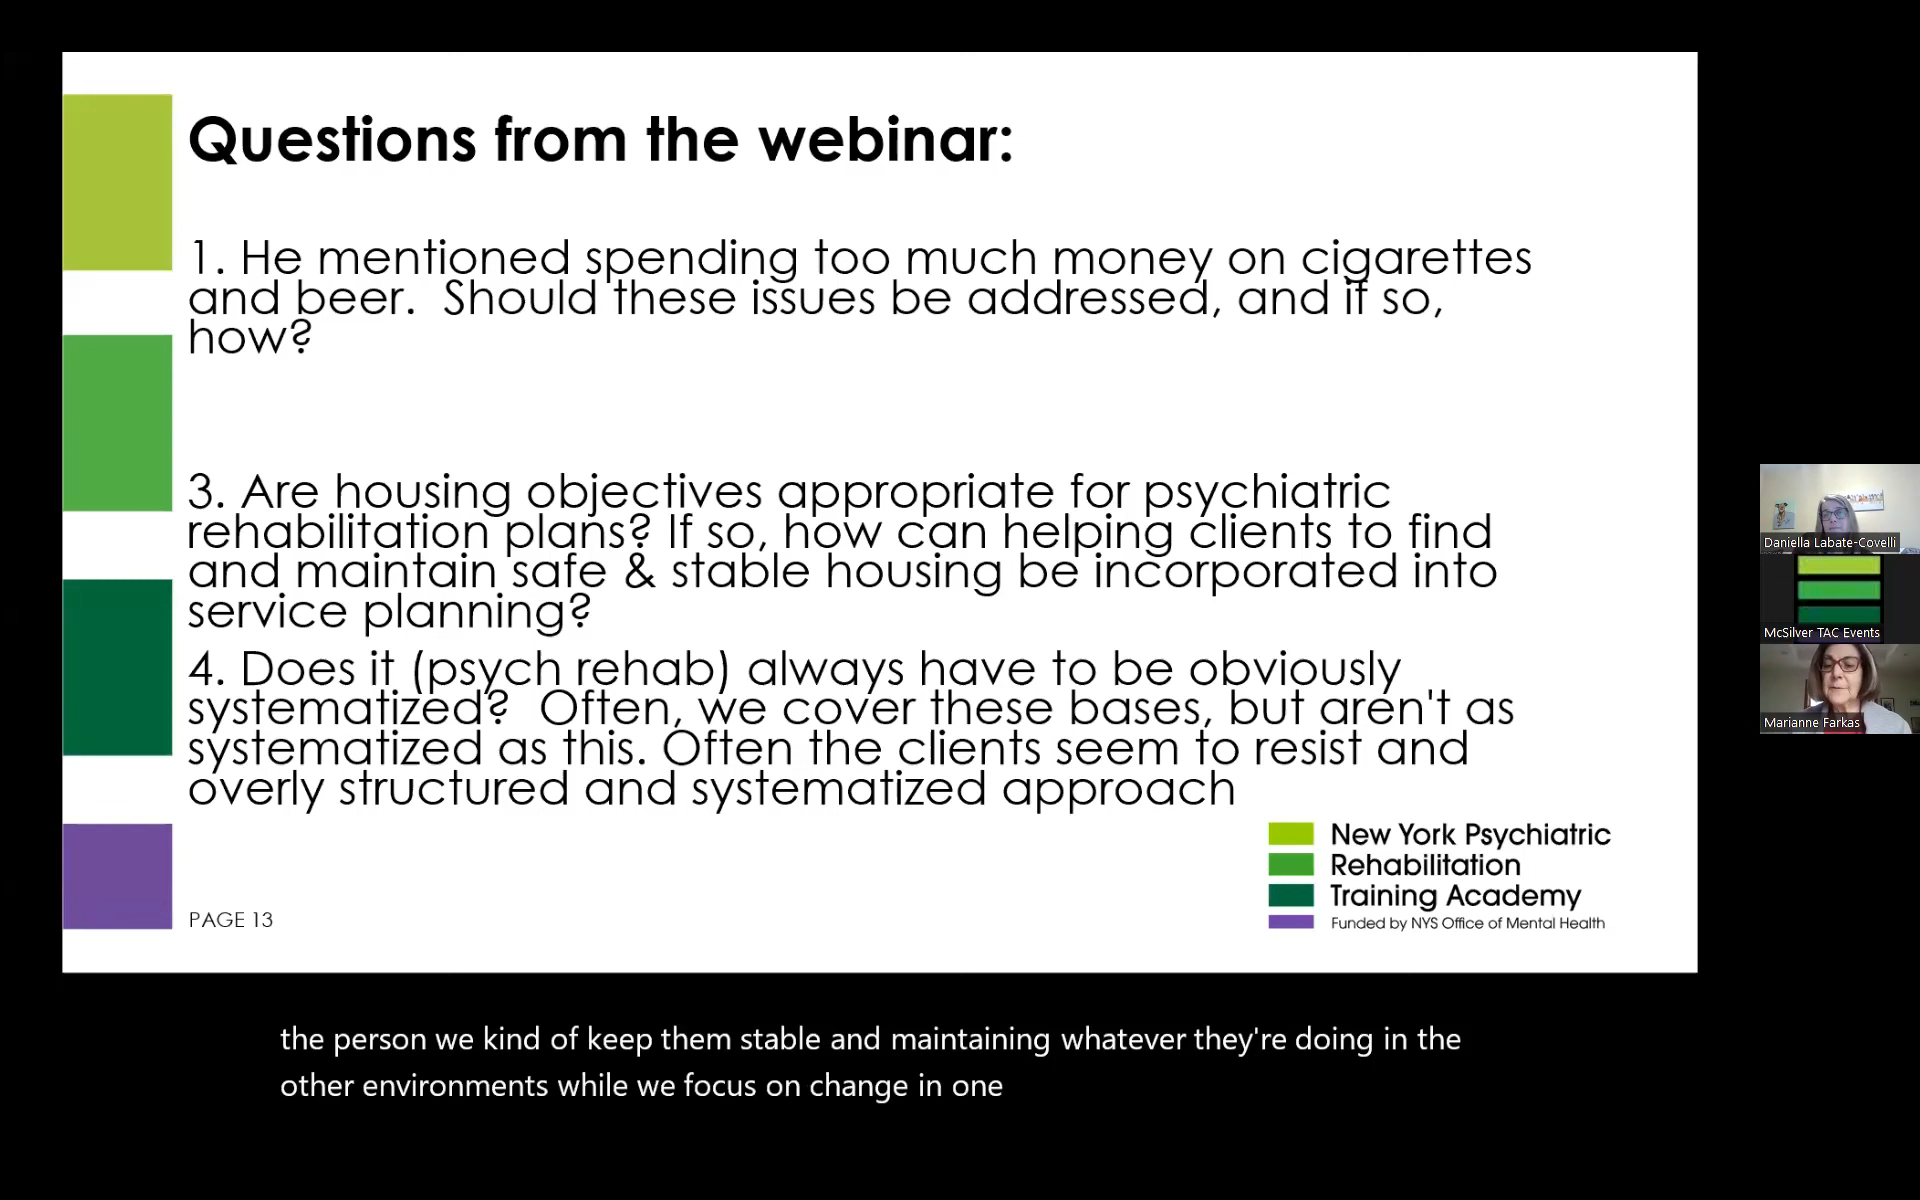 Questions from the webinar:
1. He mentioned spending too much money on cigarettes
and beer.  Should these issues be addressed, and if so,
how?
3. Are housing objectives appropriate for psychiatric
rehabilitation plans? If so, how can helping clients to find
and maintain safe & stable housing be incorporated into
service planning?
4. Does it (psych rehab) always have to be obviously
systematized?  Often, we cover these bases, but aren't as
systematized as this. Often the clients seem to resist and
overly structured and systematized approach
New York Psychiatric
Rehabilitation
Training Academy
Funded by NYS Office of Mental Health
PAGE 13
Daniella Labate-Covelli
McSilver TAC Events
Marianne Farkas
the person we kind of keep them stable and maintaining whatever they're doing in the
other environments while we focus on change in one